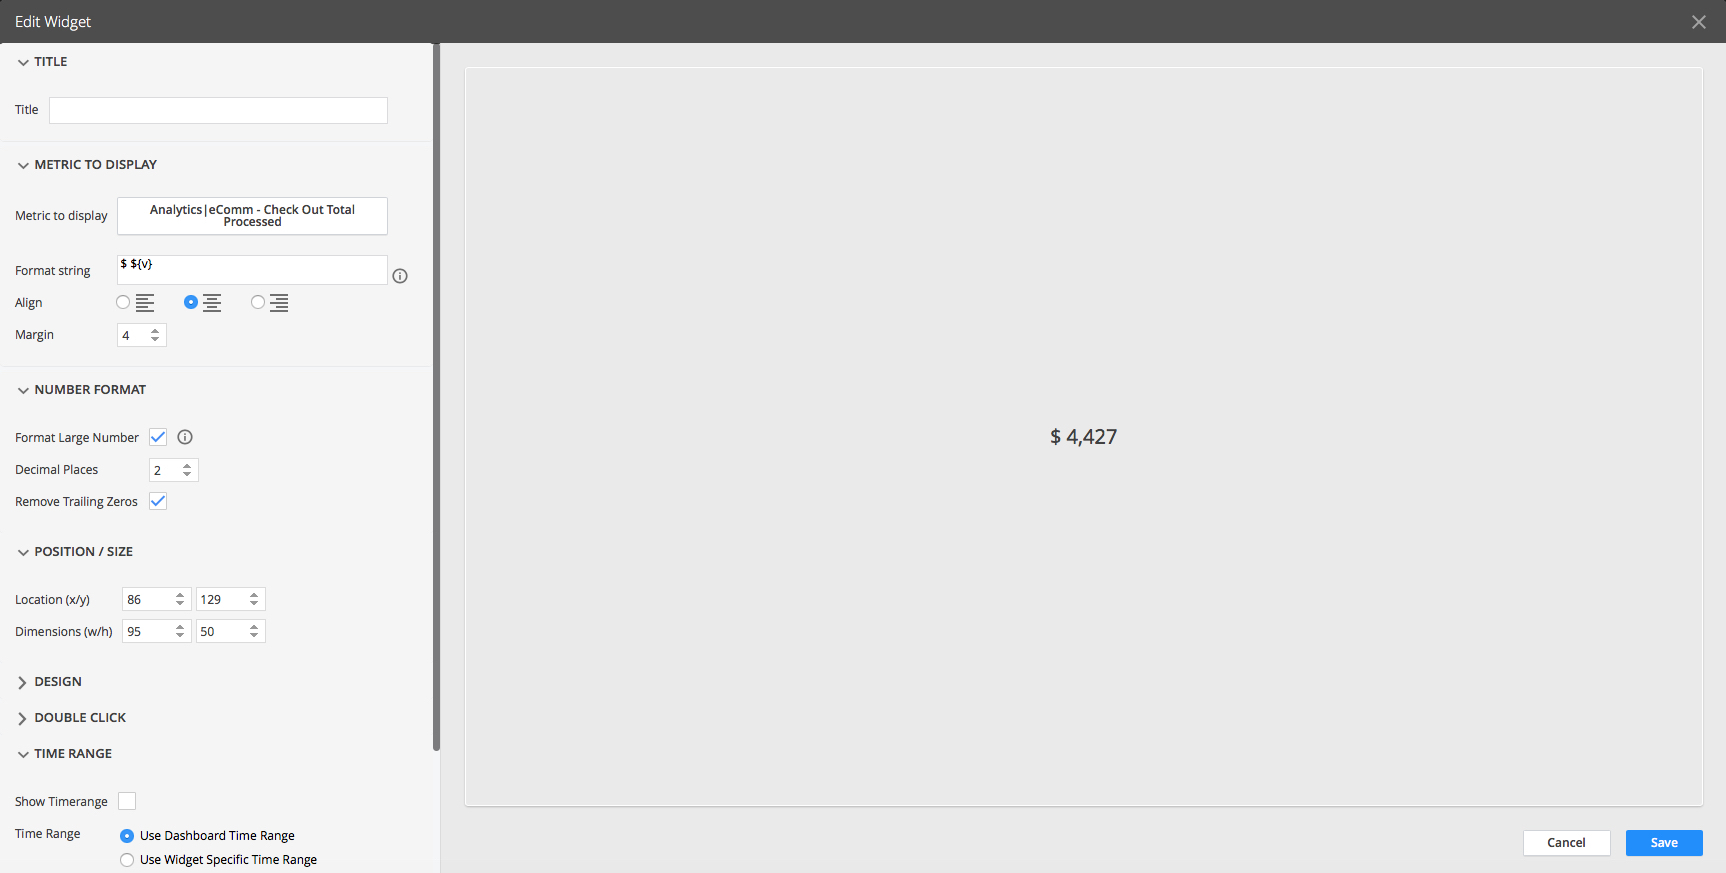 Edit Widget
TITLE
Title
METRIC TO DISPLAY
Metric to display
Analytics|eComm - Check Out Total
Processed
Format string
$ ${v}
Align
Margin
4
NUMBER FORMAT
Format Large Number
Decimal Places
2
Remove Trailing Zeros
POSITION / SIZE
Location (x/y)
86
129
Dimensions (w/h)
95
50
DESIGN
DOUBLE CLICK
TIME RANGE
Show Timerange
Time Range
Use Dashboard Time Range
Use Widget Specific Time Range
$ 4,427
Cancel
Save